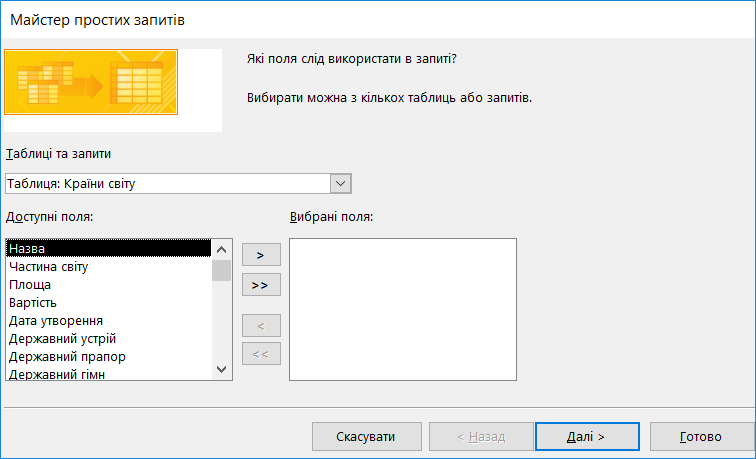 Майстер простих запитів
Які поля слід використати в запиті?
Вибирати можна з кількох таблиць або запитів.
Таблиці та запити
Таблиця: Країни світу
Доступні поля:
Вибрані поля:
Назва
Частина світу
Площа
Вартість
Дата утворення
Державний устрій
Державний прапор
Державний гімн
>
>>
<
<<
Скасувати
< Назад
Далі >
Готово